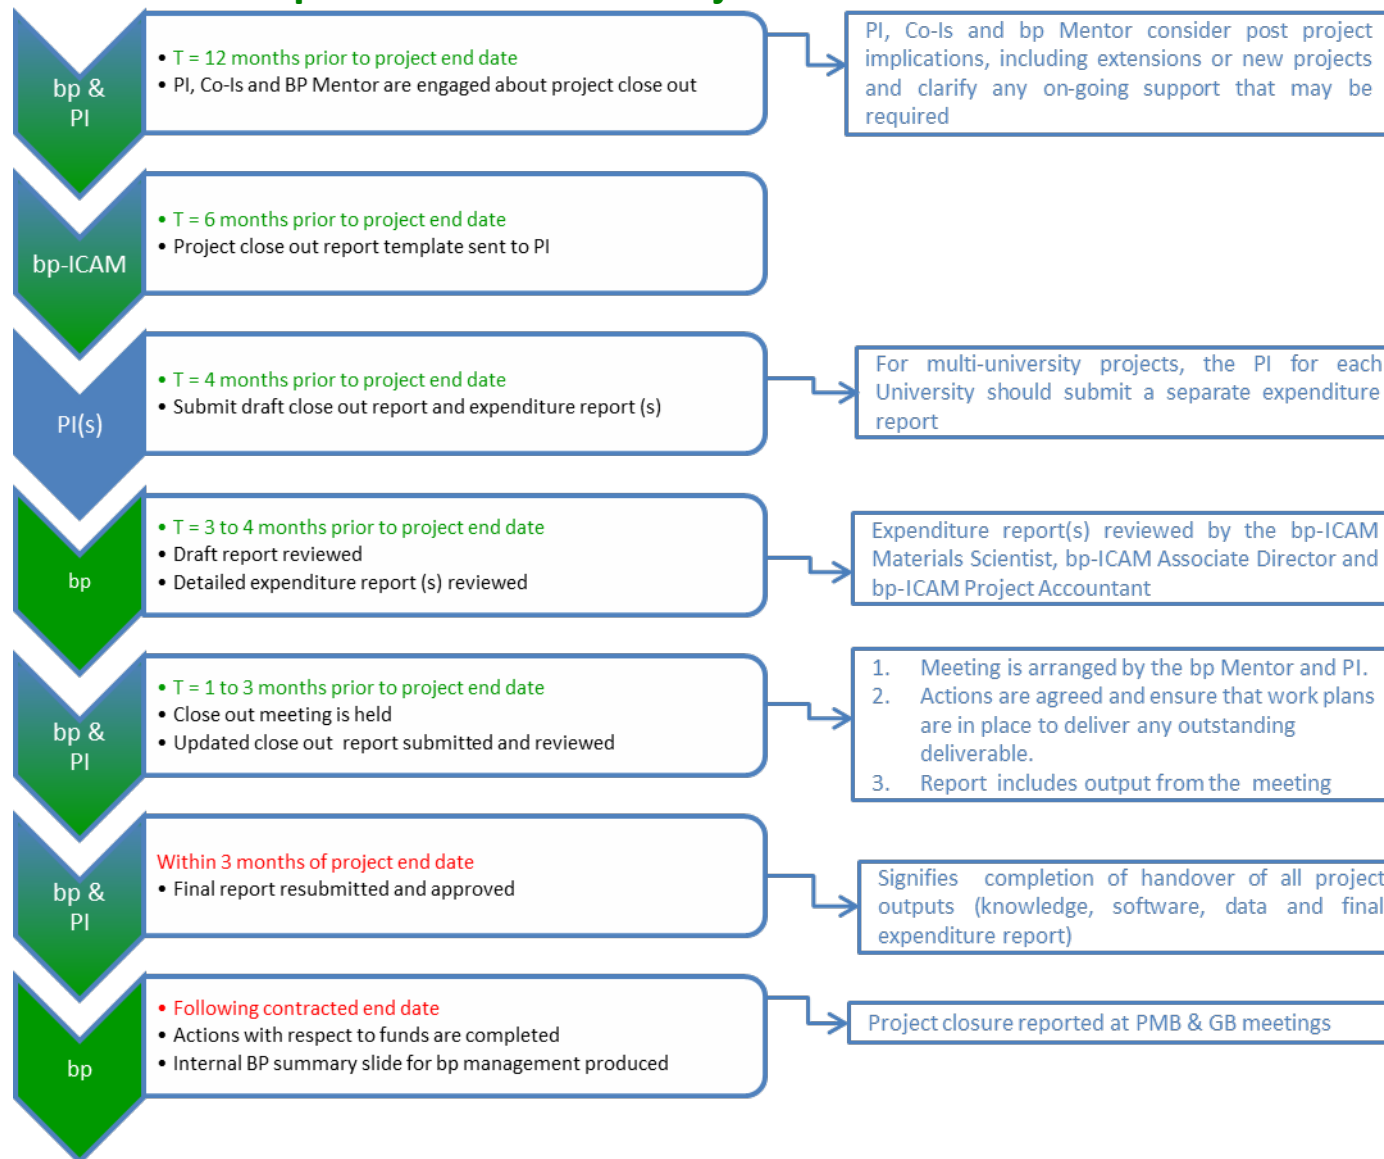 bp &
PI
• T = 12 months prior to project end date
• PI, Co-Is and BP Mentor are engaged about project close out
PI, Co-Is and bp Mentor consider post project
implications, including extensions or new projects
and clarify any on-going support that may be
required
bp-ICAM
• T = 6 months prior to project end date
• Project close out report template sent to PI
PI(s)
• T = 4 months prior to project end date
• Submit draft close out report and expenditure report (s)
For multi-university projects, the PI for each
University should submit a separate expenditure
report
bp
• T = 3 to 4 months prior to project end date
• Draft report reviewed
• Detailed expenditure report (s) reviewed
Expenditure report(s) reviewed by the bp-ICAM
Materials Scientist, bp-ICAM Associate Director and
bp-ICAM Project Accountant
bp &
PI
• T = 1 to 3 months prior to project end date
• Close out meeting is held
• Updated close out report submitted and reviewed
1. Meeting is arranged by the bp Mentor and PI.
2. Actions are agreed and ensure that work plans
are in place to deliver any outstanding
deliverable.
3. Report includes output from the meeting
bp &
PI
Within 3 months of project end date
• Final report resubmitted and approved
Signifies completion of handover of all project
outputs (knowledge, software, data and final
expenditure report)
bp
• Following contracted end date
• Actions with respect to funds are completed
• Internal BP summary slide for bp management produced
Project closure reported at PMB & GB meetings